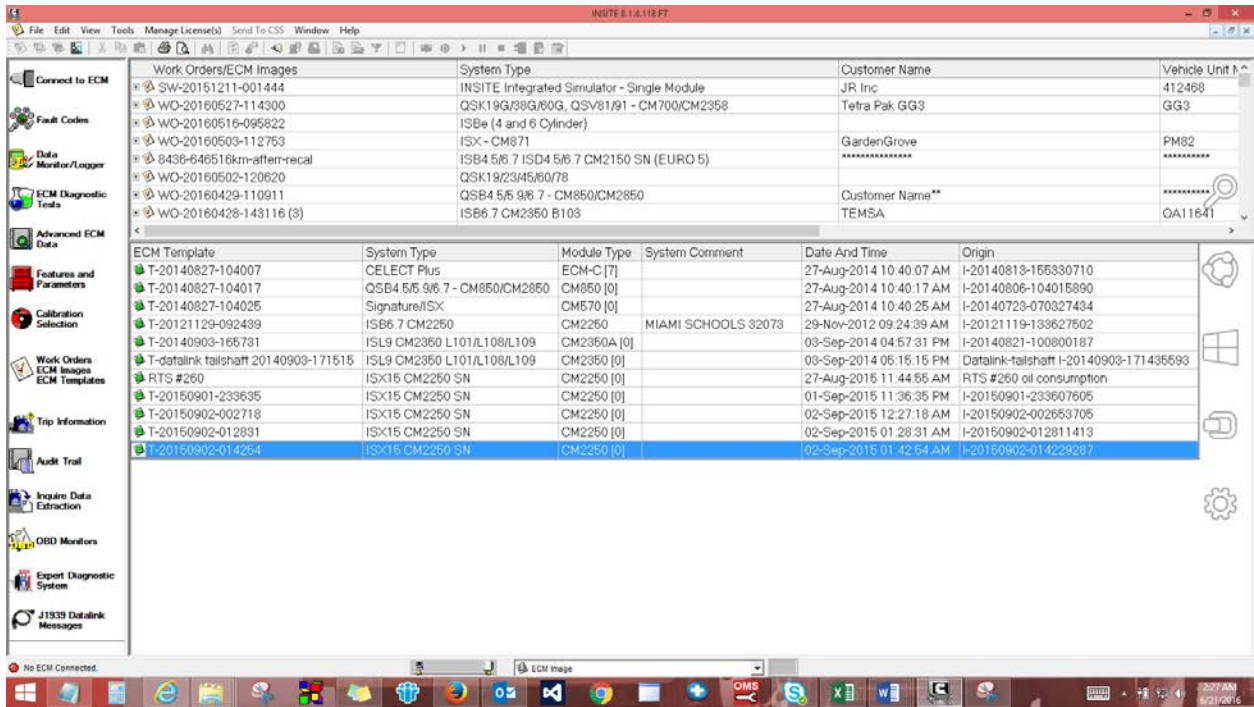 INSITE 8.1.4.118 FT
File Edit View Tools Manage License(s) Send To CSS Window Help
Connect to ECM
Fault Codes
Data
Monitor/Logger
ECM Diagnostic
Tests
Advanced ECM
Data
Features and
Parameters
Calibration
Selection
Work Orders
ECM Images
ECM Templates
Trip Information
Audit Trail
Inquire Data
Extraction
OBD Monitors
Expert Diagnostic
System
J1939 Datalink
Messages
Work Orders/ECM Images System Type Customer Name Vehicle Unit
SW-20151211-001444 INSITE Integrated Simulator - Single Module JR Inc 412468
WO-20160527-114300 QSK19G/38G/60G, QSV81/91 - CM700/CM2358 Tetra Pak GG3 GG3
WO-20160516-095822 ISBe (4 and 6 Cylinder)
WO-20160503-112753 ISX - CM871 GardenGrove PM82
8436-646516km-afterr-recal ISB4.5/6.7 ISD4.5/6.7 CM2150 SN (EURO 5) *************** **********
WO-20160502-120620 QSK19/23/45/60/78
WO-20160429-110911 QSB4.5/5.9/6.7 - CM850/CM2850 Customer Name** **********
WO-20160428-143116 (3) ISB6.7 CM2350 B103 TEMSA OA11641
ECM Template System Type Module Type System Comment Date And Time Origin
T-20140827-104007 CELECT Plus ECM-C [7] 27-Aug-2014 10:40:07 AM I-20140813-155330710
T-20140827-104017 QSB4.5/5.9/6.7 - CM850/CM2850 CM850 [0] 27-Aug-2014 10:40:17 AM I-20140806-104015890
T-20140827-104025 Signature/ISX CM570 [0] 27-Aug-2014 10:40:25 AM I-20140723-070327434
T-20121129-092439 ISB6.7 CM2250 CM2250 MIAMI SCHOOLS 32073 29-Nov-2012 09:24:39 AM I-20121119-133627502
T-20140903-165731 ISL9 CM2350 L101/L108/L109 CM2350A [0] 03-Sep-2014 04:57:31 PM I-20140821-100800187
T-datalink tailshaft 20140903-171515 ISL9 CM2350 L101/L108/L109 CM2350 [0] 03-Sep-2014 05:15:15 PM Datalink-tailshaft I-20140903-171435593
RTS #260 ISX15 CM2250 SN CM2250 [0] 27-Aug-2015 11:44:55 AM RTS #260 oil consumption
T-20150901-233635 ISX15 CM2250 SN CM2250 [0] 01-Sep-2015 11:36:35 PM I-20150901-233607605
T-20150902-002718 ISX15 CM2250 SN CM2250 [0] 02-Sep-2015 12:27:18 AM I-20150902-002653705
T-20150902-012831 ISX15 CM2250 SN CM2250 [0] 02-Sep-2015 01:28:31 AM I-20150902-012811413
T-20150902-014254 ISX15 CM2250 SN CM2250 [0] 02-Sep-2015 01:42:54 AM I-20150902-014229287
No ECM Connected.
ECM Image
OMS
2:27 AM
6/21/2016